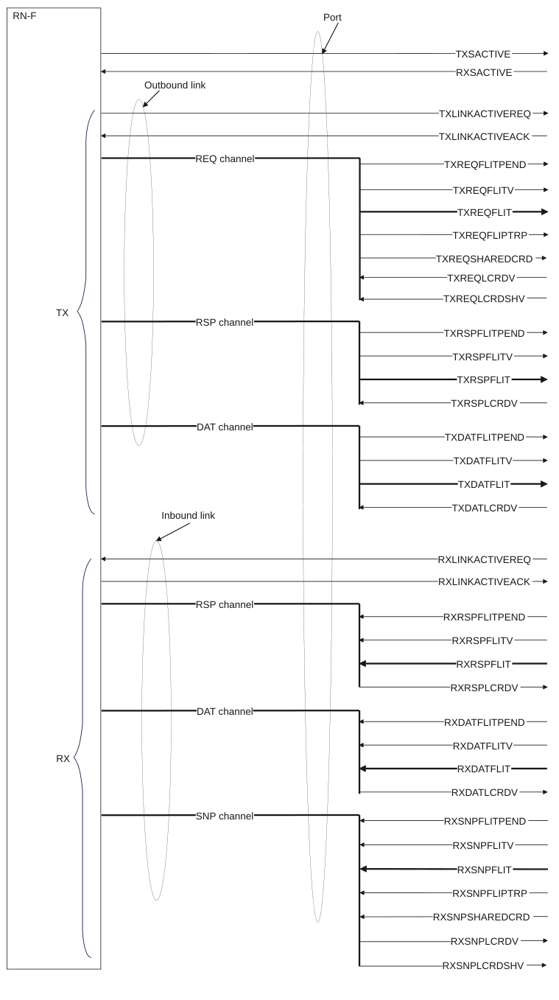 RN-F
Port
TXSACTIVE
RXSACTIVE
Outbound link
TXLINKACTIVEREQ
TXLINKACTIVEACK
REQ channel
TXREQFLITPEND
TXREQFLITV
TXREQFLIT
TXREQFLIPTRP
TXREQSHAREDCRD
TXREQLCRDV
TXREQLCRDSHV
TX
RSP channel
TXRSPFLITPEND
TXRSPFLITV
TXRSPFLIT
TXRSPLCRDV
DAT channel
TXDATFLITPEND
TXDATFLITV
TXDATFLIT
TXDATLCRDV
Inbound link
RXLINKACTIVEREQ
RXLINKACTIVEACK
RSP channel
RXRSPFLITPEND
RXRSPFLITV
RXRSPFLIT
RXRSPLCRDV
DAT channel
RXDATFLITPEND
RXDATFLITV
RX
RXDATFLIT
RXDATLCRDV
SNP channel
RXSNPFLITPEND
RXSNPFLITV
RXSNPFLIT
RXSNPFLIPTRP
RXSNPSHAREDCRD
RXSNPLCRDV
RXSNPLCRDSHV